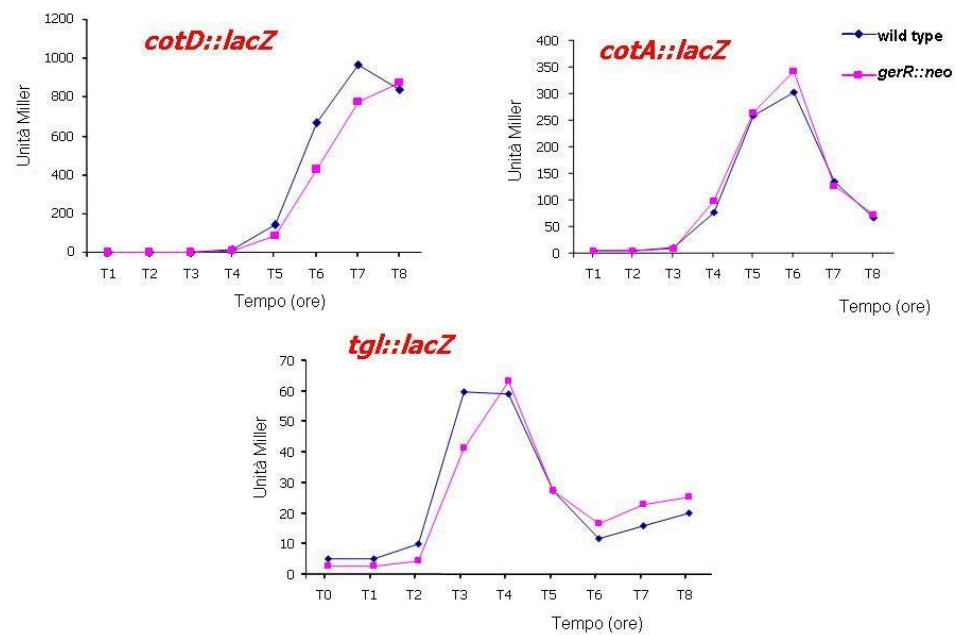 cotD::lacZ
1200
1000
800
600
400
200
0
Unità Miller
T1 T2 T3 T4 T5 T6 T7 T8
Tempo (ore)
cotA::lacZ
400
350
300
250
200
150
100
50
0
Unità Miller
T1 T2 T3 T4 T5 T6 T7 T8
Tempo (ore)
wild type
gerR::neo
tgl::lacZ
70
60
50
40
30
20
10
0
Unità Miller
T0 T1 T2 T3 T4 T5 T6 T7 T8
Tempo (ore)